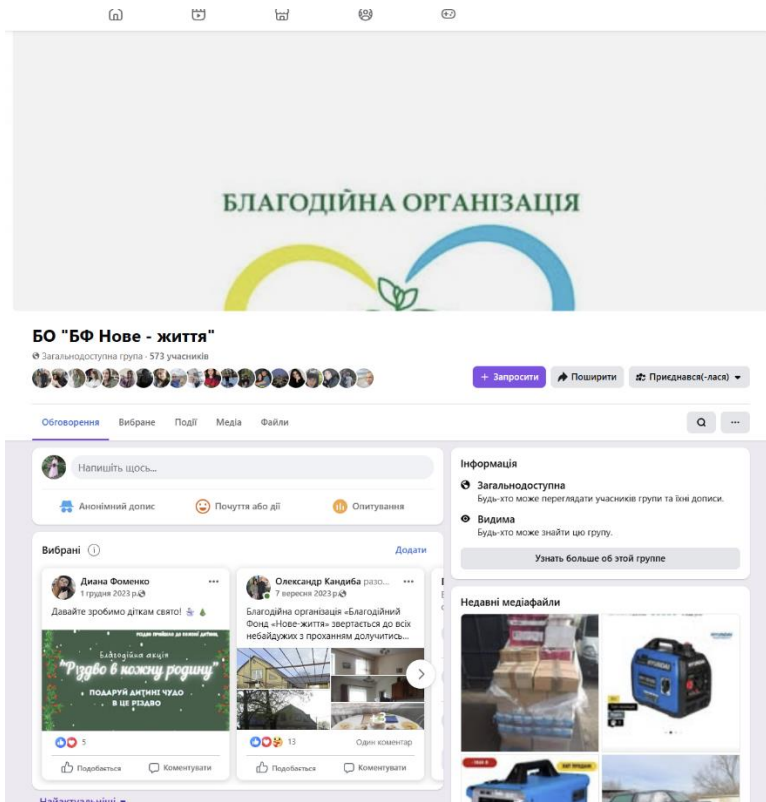 БЛАГОДІЙНА ОРГАНІЗАЦІЯ
БО "БФ Нове - життя"
Загальнодоступна група · 573 учасників
+ Запросити
Поширити
Приєднався(-лася)
Обговорення
Вибране
Події
Медіа
Файли
Напишіть щось...
Анонімний допис
Почуття або дії
Опитування
Вибрані
Додати
Диана Фоменко
1 грудня 2023 р.
Давайте зробимо діткам свято!
Благодійна акція
"Різдво в кожну родину"
ПОДАРУЙ ДИТИНІ ЧУДО
В ЦЕ РІЗДВО
5
Подобається
Коментувати
Олександр Кандиба разо...
7 вересня 2023 р.
Благодійна організація «Благодійний
Фонд «Нове-життя» звертається до всіх
небайдужих з проханням долучитись...
+3
13
Один коментар
Подобається
Коментувати
Найактуальніші
Інформація
Загальнодоступна
Будь-хто може переглядати учасників групи та їхні дописи.
Видима
Будь-хто може знайти цю групу.
Узнать больше об этой группе
Недавні медіафайли
HYUNDAI